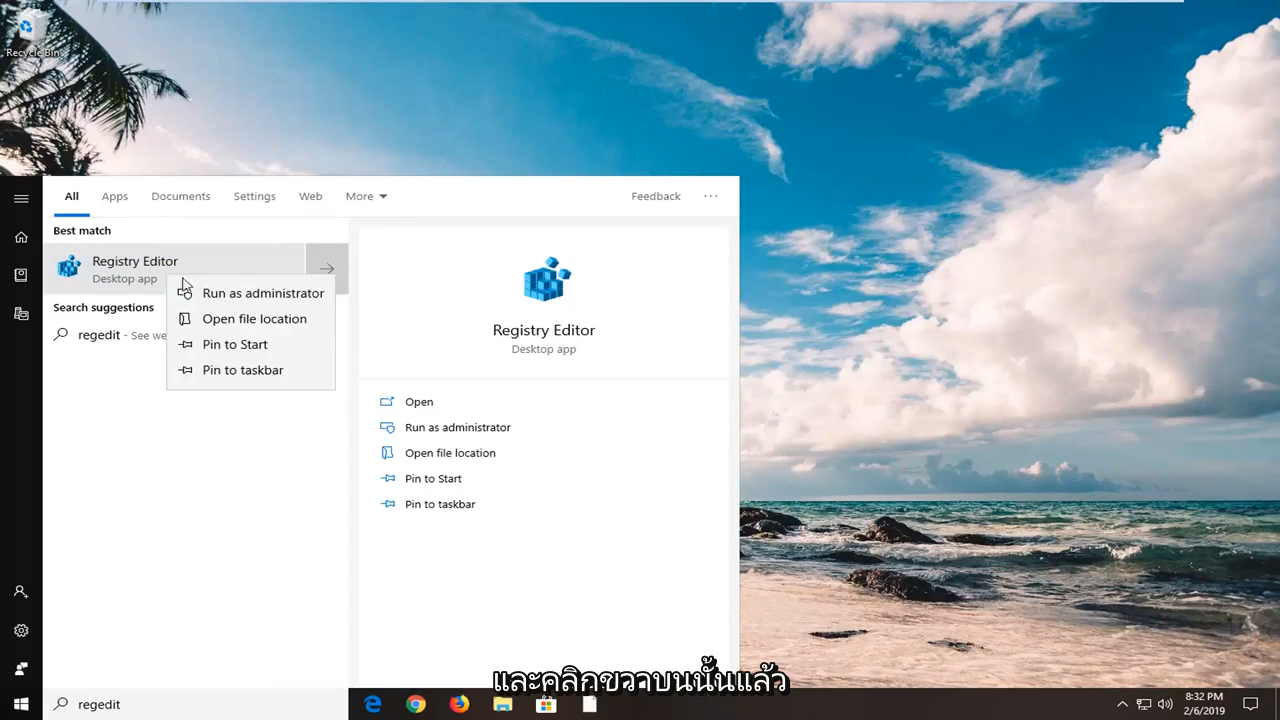 Recycle Bin
All
Apps
Documents
Settings
Web
More
Feedback
Best match
Registry Editor
Desktop app
Search suggestions
regedit - See we
Run as administrator
Open file location
Pin to Start
Pin to taskbar
Registry Editor
Desktop app
Open
Run as administrator
Open file location
Pin to Start
Pin to taskbar
และคลิกขวาบนนั้นแล้ว
regedit
8:32 PM
2/6/2019